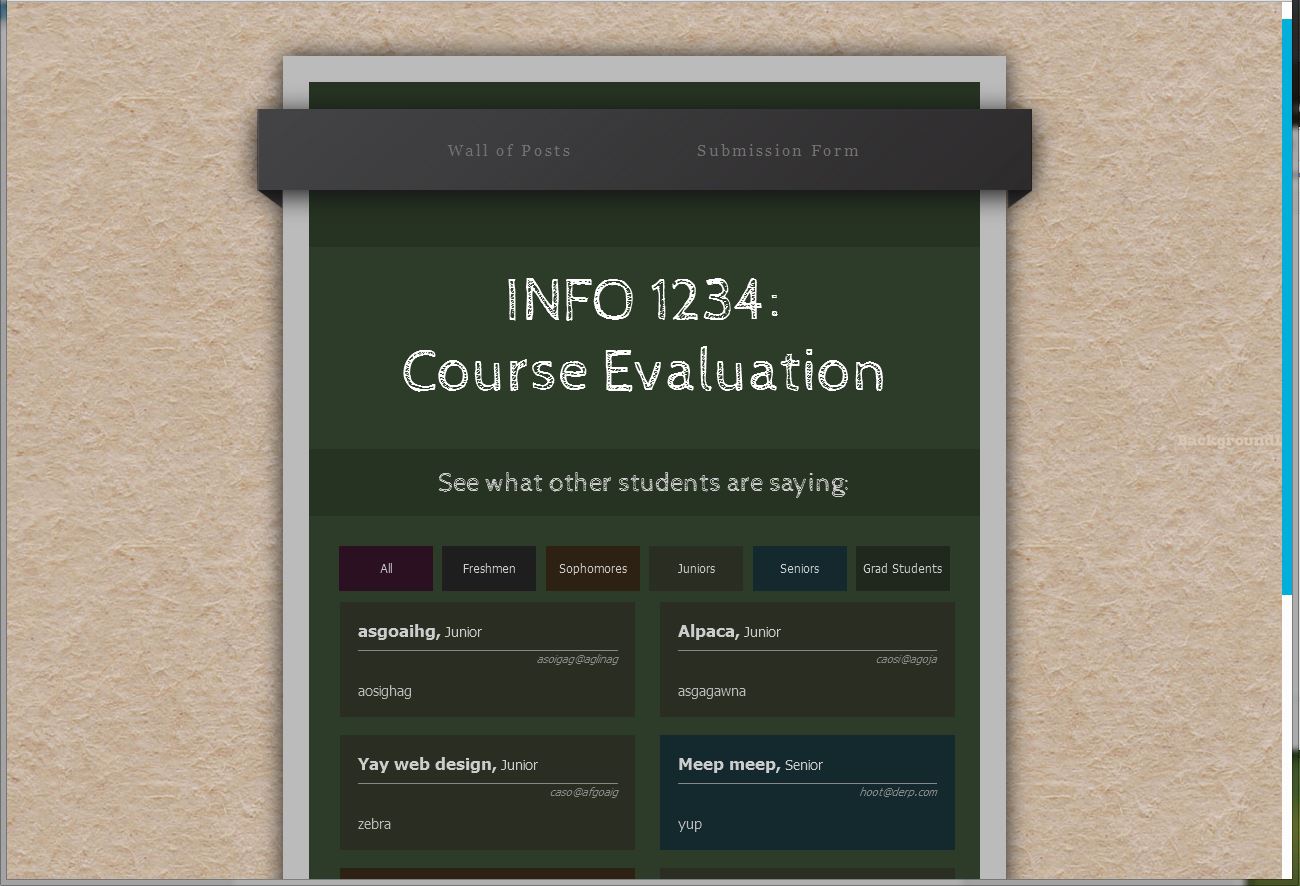 Wall of Posts
Submission Form
INFO 1234:
Course Evaluation
Background
See what other students are saying:
All
Freshmen
Sophomores
Juniors
Seniors
Grad Students
asgoaihg, Junior
asoigag@aglinag
aosighag
Alpaca, Junior
caosi@agoja
asgagawna
Yay web design, Junior
caso@afgoaig
zebra
Meep meep, Senior
hoot@derp.com
yup